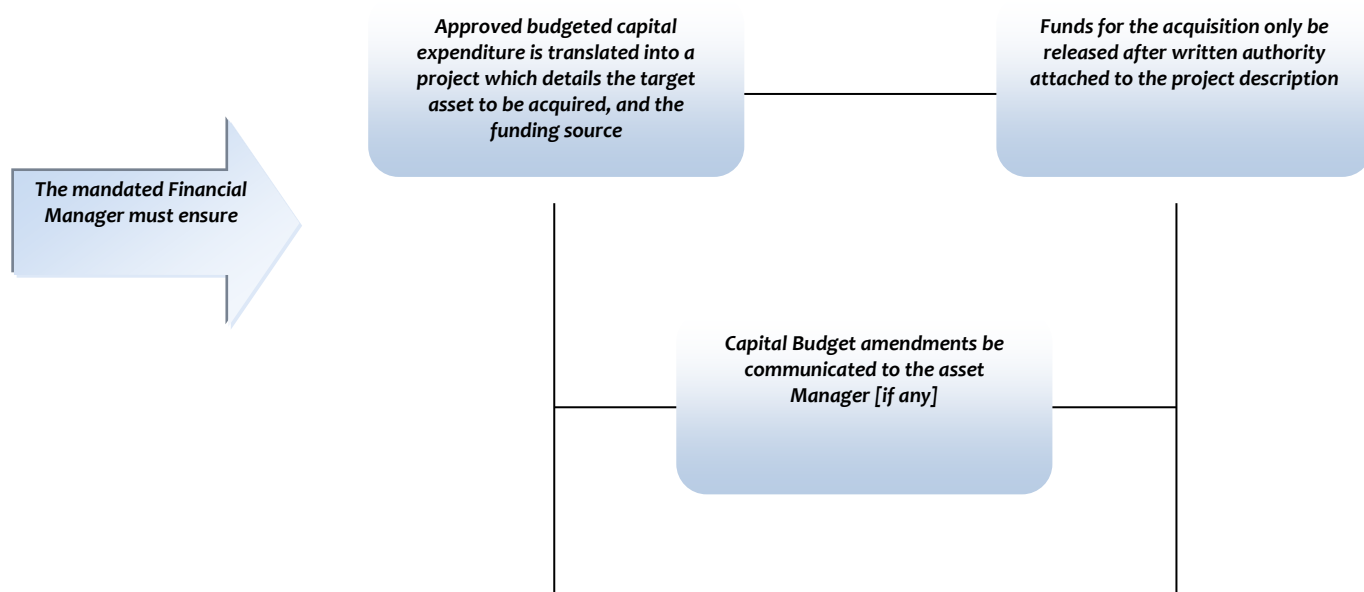 The mandated Financial
Manager must ensure
Approved budgeted capital
expenditure is translated into a
project which details the target
asset to be acquired, and the
funding source
Funds for the acquisition only be
released after written authority
attached to the project description
Capital Budget amendments be
communicated to the asset
Manager [if any]